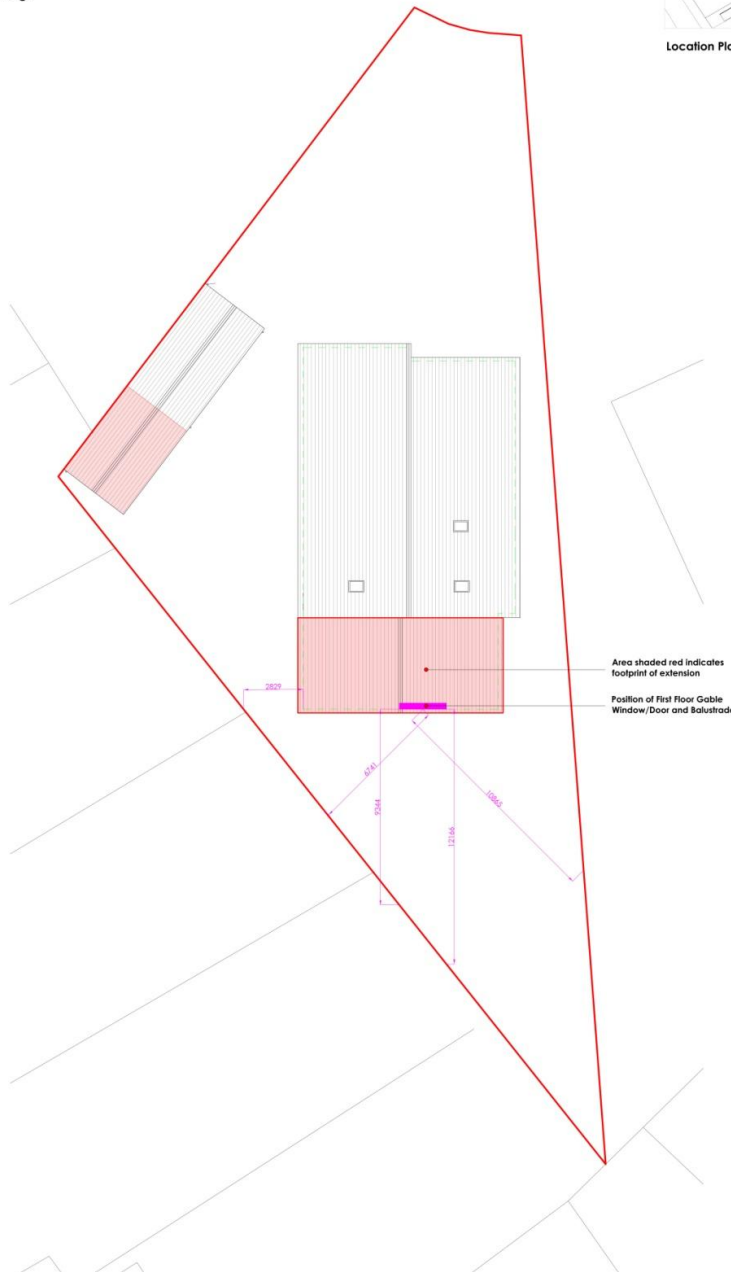 Location Pla
Area shaded red indicates
footprint of extension
2829
Position of First Floor Gable
Window/Door and Balustrade
6741
9344
10865
12166